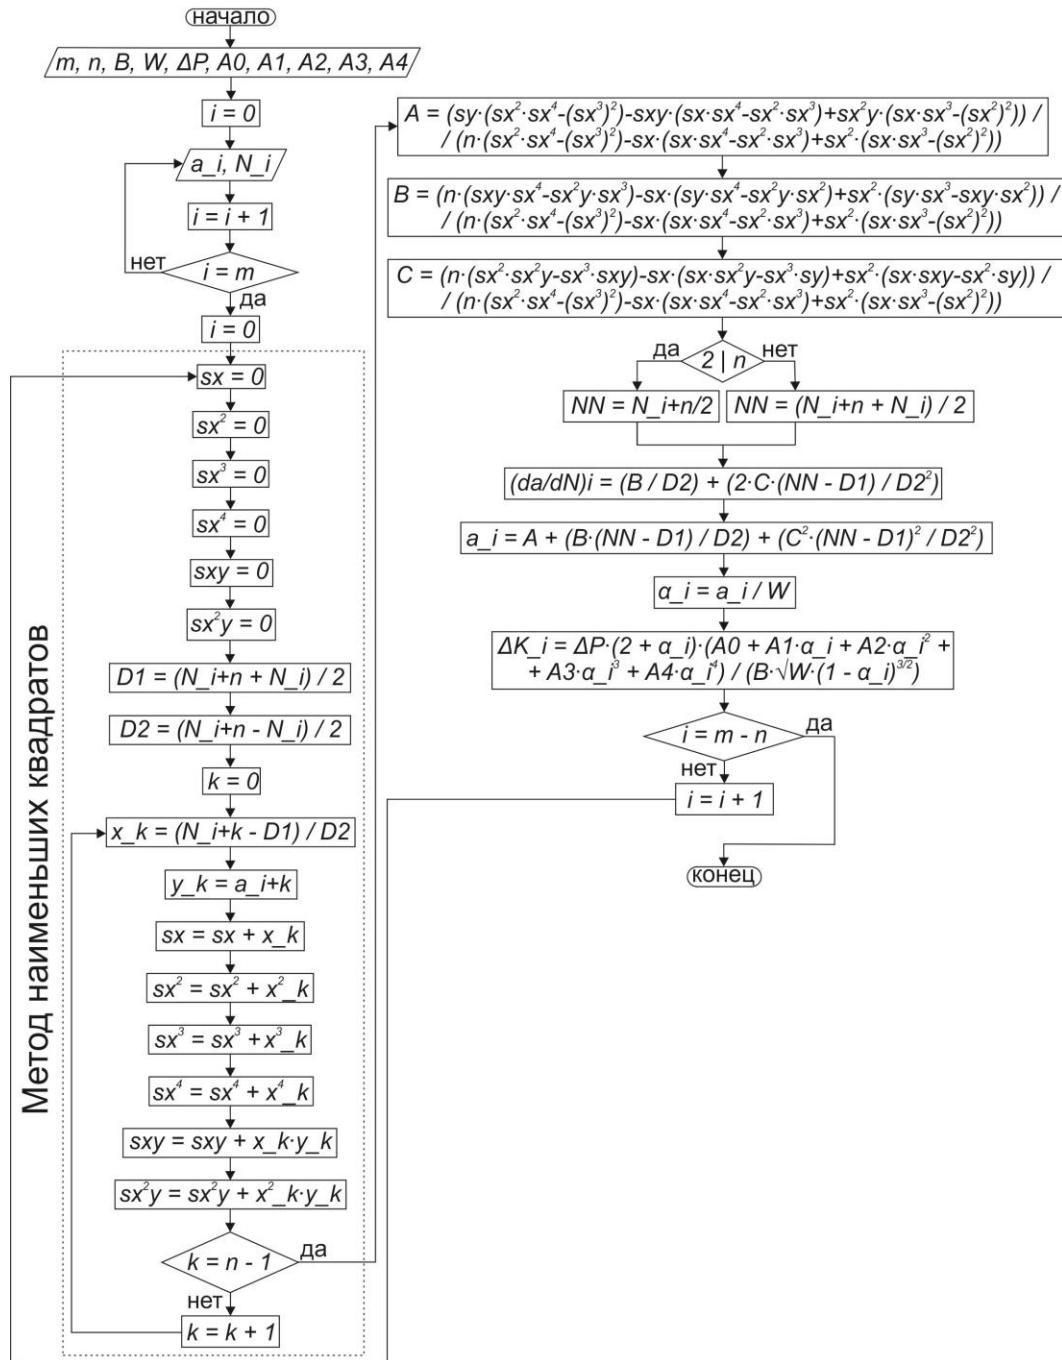 начало
m, n, B, W, ΔP, A0, A1, A2, A3, A4
i = 0
a_i, N_i
i = i + 1
нет
i = m
да
i = 0
Метод наименьших квадратов
sx = 0
sx² = 0
sx³ = 0
sx⁴ = 0
sxy = 0
sx²y = 0
D1 = (N_i+n + N_i) / 2
D2 = (N_i+n - N_i) / 2
k = 0
x_k = (N_i+k - D1) / D2
y_k = a_i+k
sx = sx + x_k
sx² = sx² + x²_k
sx³ = sx³ + x³_k
sx⁴ = sx⁴ + x⁴_k
sxy = sxy + x_k·y_k
sx²y = sx²y + x²_k·y_k
k = n - 1
да
нет
k = k + 1
A = (sy·(sx²·sx⁴-(sx³)²)-sxy·(sx·sx⁴-sx²·sx³)+sx²y·(sx·sx³-(sx²)²)) /
/ (n·(sx²·sx⁴-(sx³)²)-sx·(sx·sx⁴-sx²·sx³)+sx²·(sx·sx³-(sx²)²))
B = (n·(sxy·sx⁴-sx²y·sx³)-sx·(sy·sx⁴-sx²y·sx²)+sx²·(sy·sx³-sxy·sx²)) /
/ (n·(sx²·sx⁴-(sx³)²)-sx·(sx·sx⁴-sx²·sx³)+sx²·(sx·sx³-(sx²)²))
C = (n·(sx²·sx²y-sx³·sxy)-sx·(sx·sx²y-sx³·sy)+sx²·(sx·sxy-sx²·sy)) /
/ (n·(sx²·sx⁴-(sx³)²)-sx·(sx·sx⁴-sx²·sx³)+sx²·(sx·sx³-(sx²)²))
да
2 | n
нет
NN = N_i+n/2
NN = (N_i+n + N_i) / 2
(da/dN)i = (B / D2) + (2·C·(NN - D1) / D2²)
a_i = A + (B·(NN - D1) / D2) + (C²·(NN - D1)² / D2²)
α_i = a_i / W
ΔK_i = ΔP·(2 + α_i)·(A0 + A1·α_i + A2·α_i² +
+ A3·α_i³ + A4·α_i⁴) / (B·√W·(1 - α_i)³ᐟ²)
i = m - n
да
нет
i = i + 1
конец